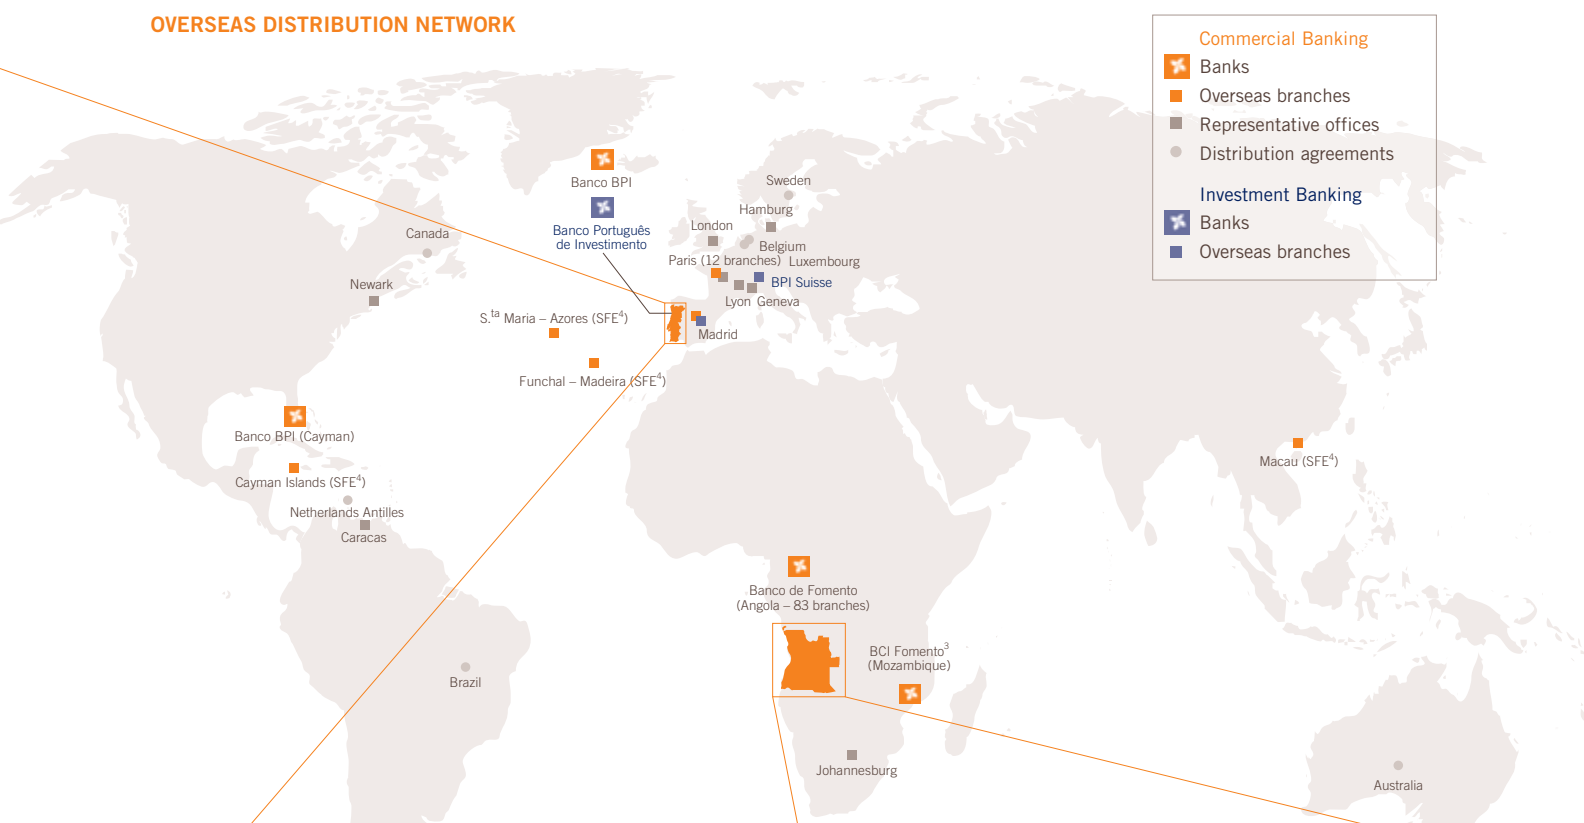 OVERSEAS DISTRIBUTION NETWORK
Commercial Banking
Banks
Overseas branches
Representative offices
Distribution agreements
Investment Banking
Banks
Overseas branches
Banco BPI
Banco Português
de Investimento
Sweden
Hamburg
London
Belgium
Paris (12 branches)
Luxembourg
BPI Suisse
Lyon
Geneva
Madrid
Canada
Newark
S.ta Maria – Azores (SFE4)
Funchal – Madeira (SFE4)
Banco BPI (Cayman)
Cayman Islands (SFE4)
Netherlands Antilles
Caracas
Macau (SFE4)
Banco de Fomento
(Angola – 83 branches)
BCI Fomento3
(Mozambique)
Brazil
Johannesburg
Australia